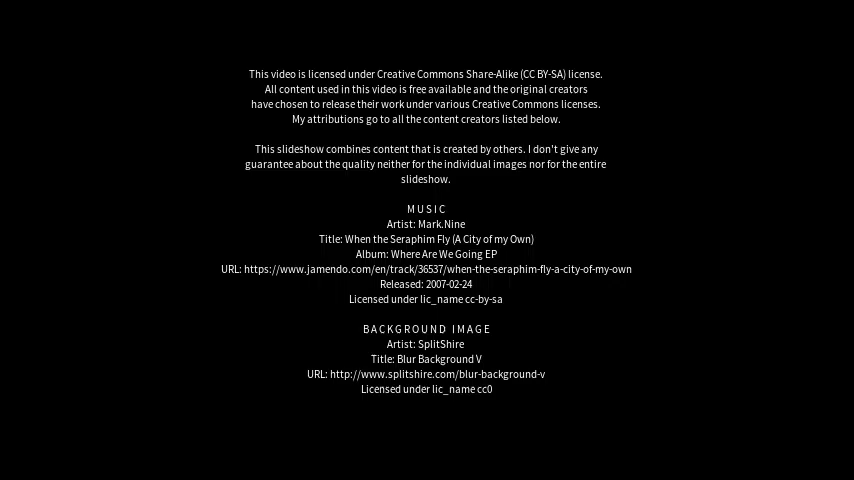 This video is licensed under Creative Commons Share-Alike (CC BY-SA) license.
All content used in this video is free available and the original creators
have chosen to release their work under various Creative Commons licenses.
My attributions go to all the content creators listed below.
This slideshow combines content that is created by others. I don't give any
guarantee about the quality neither for the individual images nor for the entire
slideshow.
MUSIC
Artist: Mark.Nine
Title: When the Seraphim Fly (A City of my Own)
Album: Where Are We Going EP
URL: https://www.jamendo.com/en/track/36537/when-the-seraphim-fly-a-city-of-my-own
Released: 2007-02-24
Licensed under lic_name cc-by-sa
BACKGROUND IMAGE
Artist: SplitShire
Title: Blur Background V
URL: http://www.splitshire.com/blur-background-v
Licensed under lic_name cc0